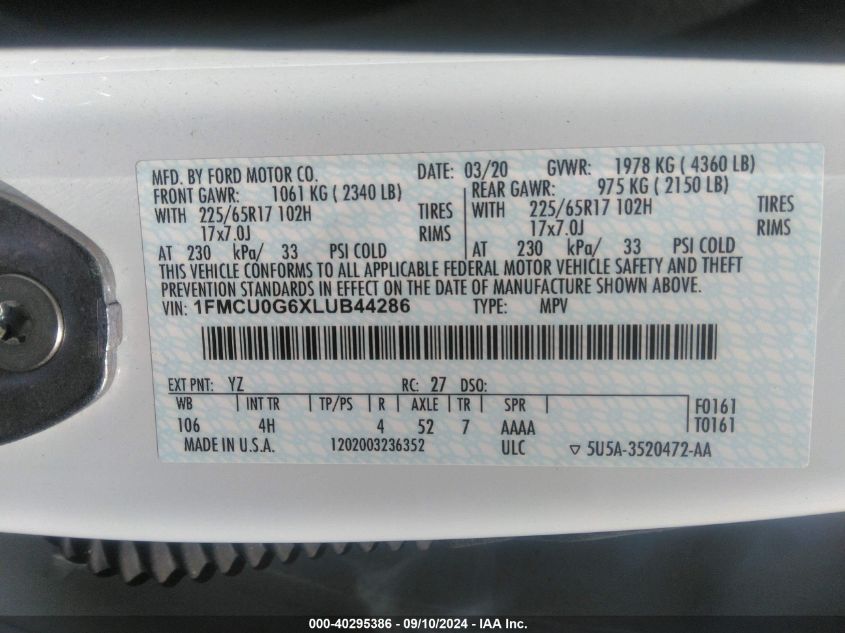 MFD. BY FORD MOTOR CO. DATE: 03/20 GVWR: 1978 KG ( 4360 LB)
FRONT GAWR: 1061 KG ( 2340 LB) REAR GAWR: 975 KG ( 2150 LB)
WITH 225/65R17 102H TIRES WITH 225/65R17 102H TIRES
17x7.0J RIMS 17x7.0J RIMS
AT 230 kPa/ 33 PSI COLD AT 230 kPa/ 33 PSI COLD
THIS VEHICLE CONFORMS TO ALL APPLICABLE FEDERAL MOTOR VEHICLE SAFETY AND THEFT
PREVENTION STANDARDS IN EFFECT ON THE DATE OF MANUFACTURE SHOWN ABOVE.
VIN: 1FMCU0G6XLUB44286 TYPE: MPV
EXT PNT: YZ RC: 27 DSO:
WB INT TR TP/PS R AXLE TR SPR F0161
106 4H 4 52 7 AAAA T0161
MADE IN U.S.A. 1202003236352 ULC ▽ 5U5A-3520472-AA
000-40295386 - 09/10/2024 - IAA Inc.